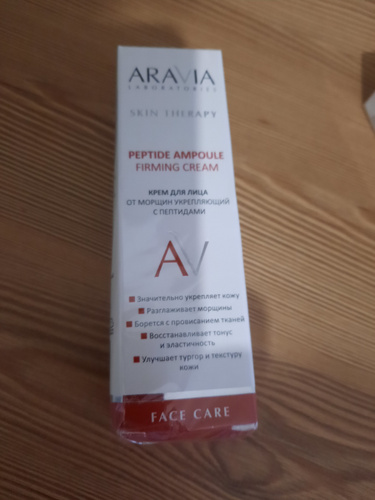 ARAVIA
LABORATORIES
SKIN THERAPY
PEPTIDE AMPOULE
FIRMING CREAM
КРЕМ ДЛЯ ЛИЦА
ОТ МОРЩИН УКРЕПЛЯЮЩИЙ
С ПЕПТИДАМИ
AV
Значительно укрепляет кожу
Разглаживает морщины
Борется с провисанием тканей
Восстанавливает тонус
и эластичность
Улучшает тургор и текстуру
кожи
FACE CARE